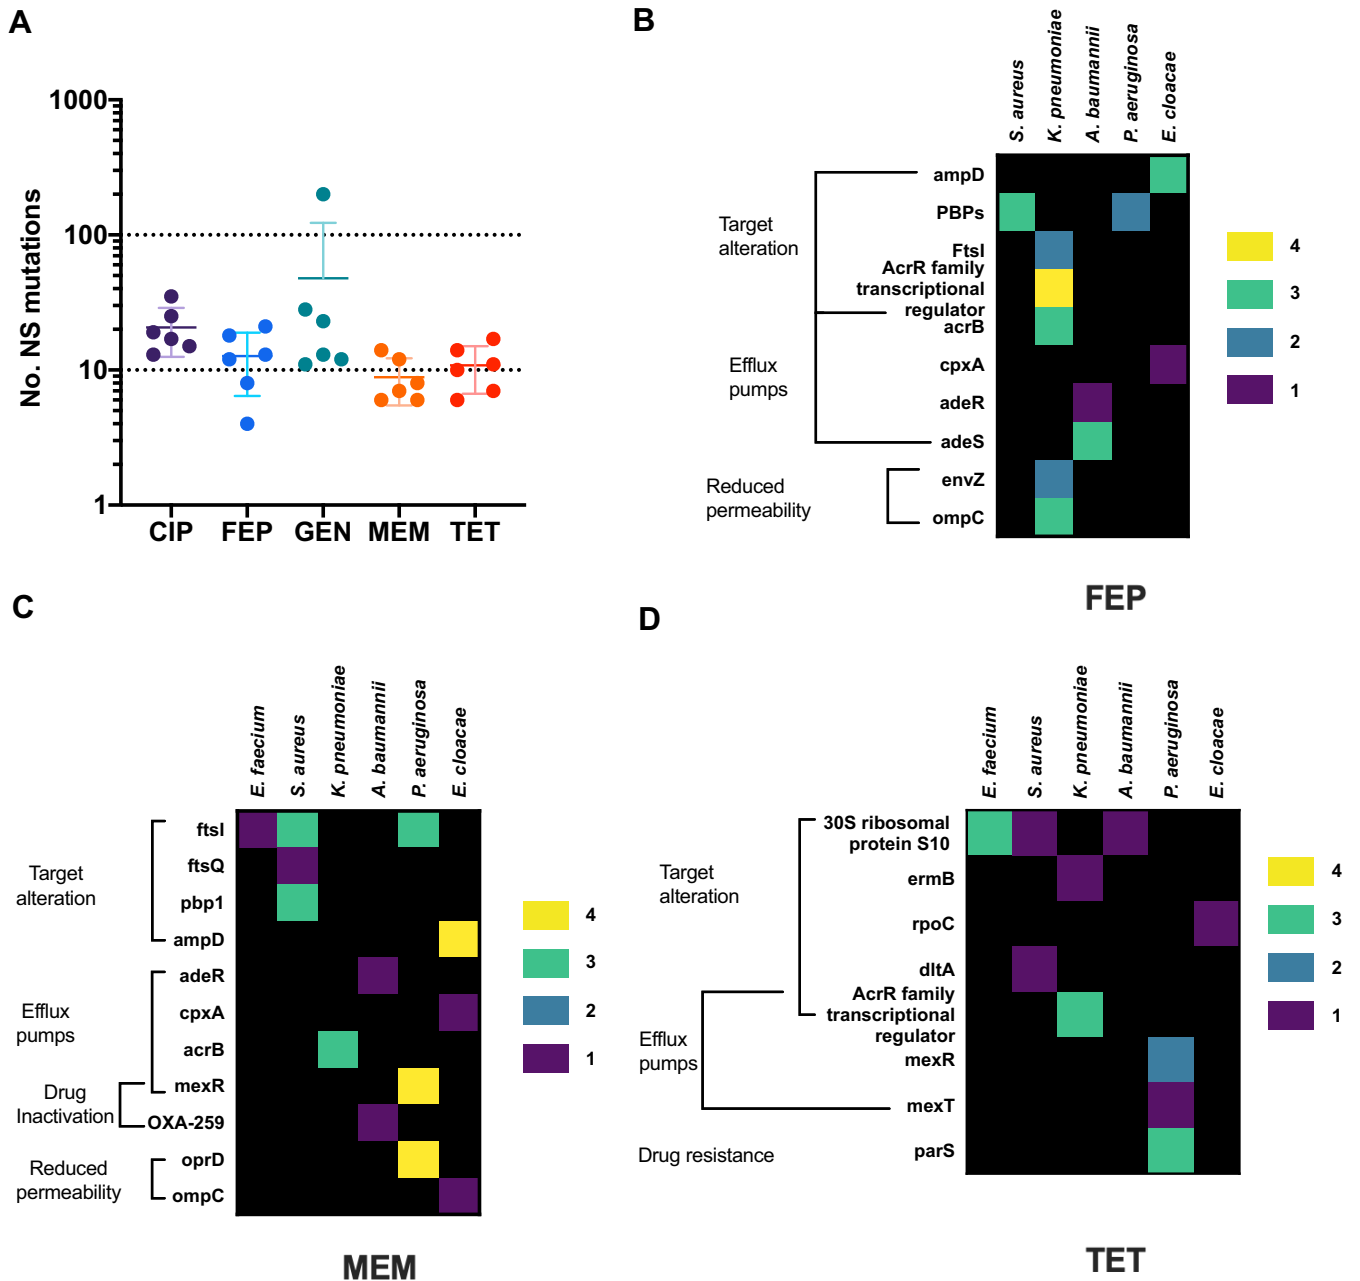 A
1000
100
10
1
No. NS mutations
CIP
FEP
GEN
MEM
TET
B
S. aureus
K. pneumoniae
A. baumannii
P. aeruginosa
E. cloacae
Target
alteration
Efflux
pumps
Reduced
permeability
ampD
PBPs
FtsI
AcrR family
transcriptional
regulator
acrB
cpxA
adeR
adeS
envZ
ompC
4
3
2
1
FEP
C
E. faecium
S. aureus
K. pneumoniae
A. baumannii
P. aeruginosa
E. cloacae
Target
alteration
Efflux
pumps
Drug
Inactivation
Reduced
permeability
ftsI
ftsQ
pbp1
ampD
adeR
cpxA
acrB
mexR
OXA-259
oprD
ompC
4
3
2
1
MEM
D
E. faecium
S. aureus
K. pneumoniae
A. baumannii
P. aeruginosa
E. cloacae
Target
alteration
Efflux
pumps
Drug resistance
30S ribosomal
protein S10
ermB
rpoC
dltA
AcrR family
transcriptional
regulator
mexR
mexT
parS
4
3
2
1
TET